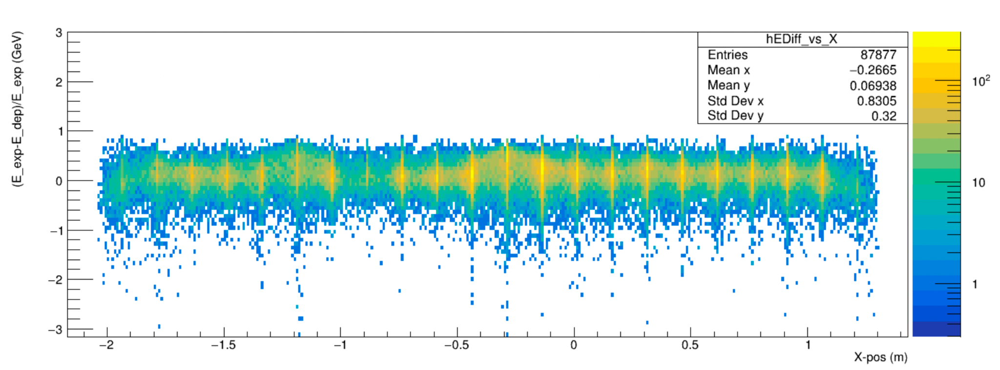 (E_exp-E_dep)/E_exp (GeV)
3
2
1
0
−1
−2
−3
hEDiff_vs_X
Entries 87877
Mean x −0.2665
Mean y 0.06938
Std Dev x 0.8305
Std Dev y 0.32
10²
10
1
−2 −1.5 −1 −0.5 0 0.5 1
X-pos (m)